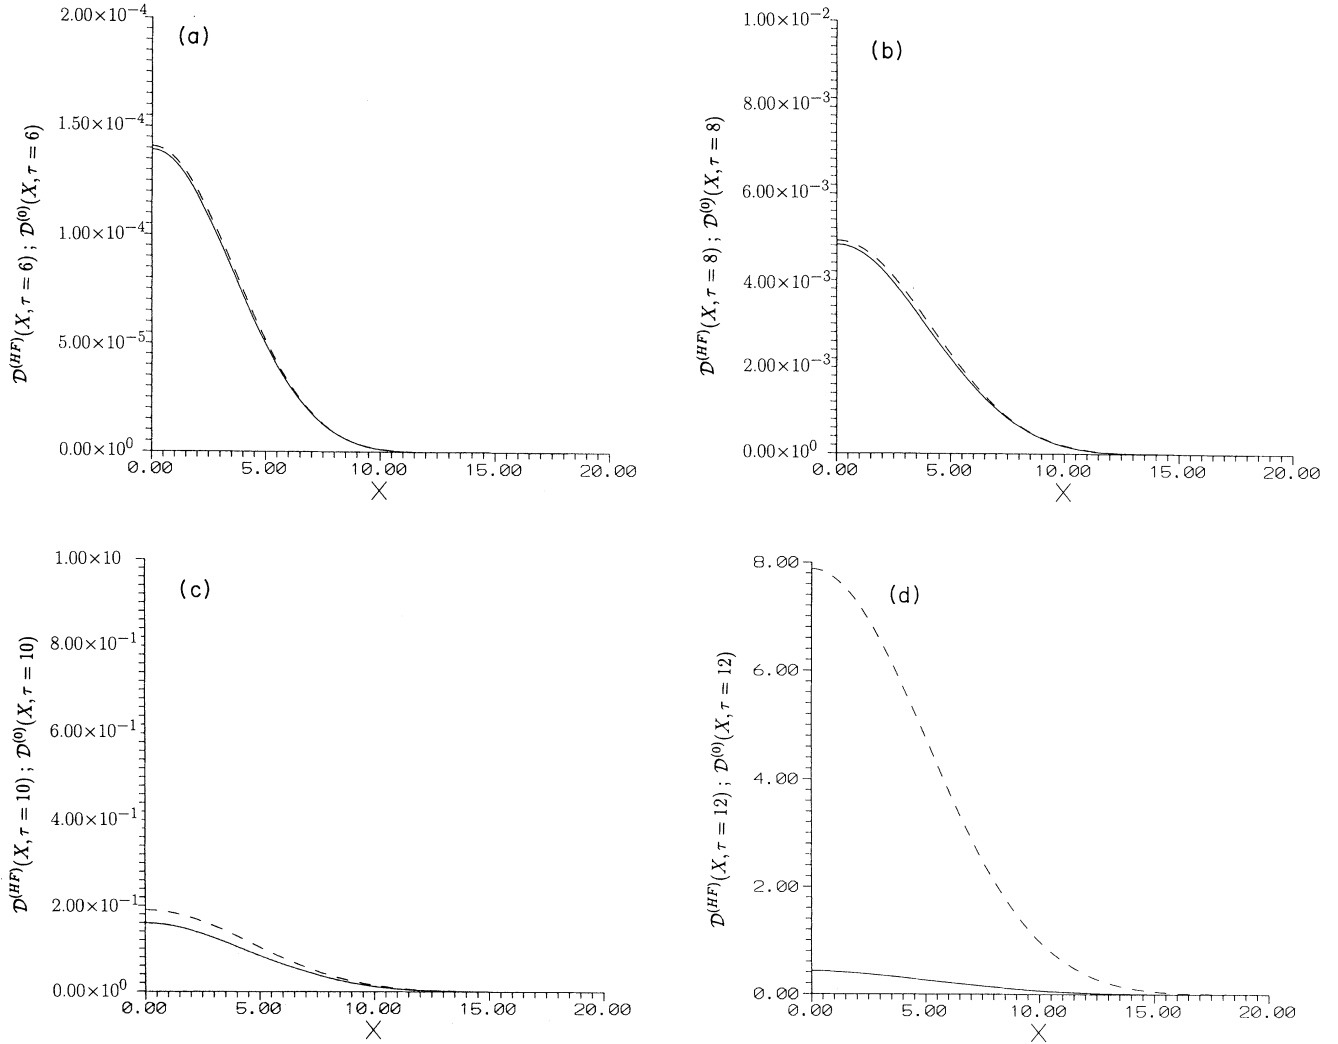 2.00×10⁻⁴
(a)
1.50×10⁻⁴
1.00×10⁻⁴
5.00×10⁻⁵
0.00×10⁰
𝒟⁽ᴴᶠ⁾(X, τ = 6) ; 𝒟⁽⁰⁾(X, τ = 6)
0.00 5.00 10.00 15.00 20.00
X
1.00×10⁻²
(b)
8.00×10⁻³
6.00×10⁻³
4.00×10⁻³
2.00×10⁻³
0.00×10⁰
𝒟⁽ᴴᶠ⁾(X, τ = 8) ; 𝒟⁽⁰⁾(X, τ = 8)
0.00 5.00 10.00 15.00 20.00
X
1.00×10
(c)
8.00×10⁻¹
6.00×10⁻¹
4.00×10⁻¹
2.00×10⁻¹
0.00×10⁰
𝒟⁽ᴴᶠ⁾(X, τ = 10) ; 𝒟⁽⁰⁾(X, τ = 10)
0.00 5.00 10.00 15.00 20.00
X
8.00
(d)
6.00
4.00
2.00
0.00
𝒟⁽ᴴᶠ⁾(X, τ = 12) ; 𝒟⁽⁰⁾(X, τ = 12)
0.00 5.00 10.00 15.00 20.00
X